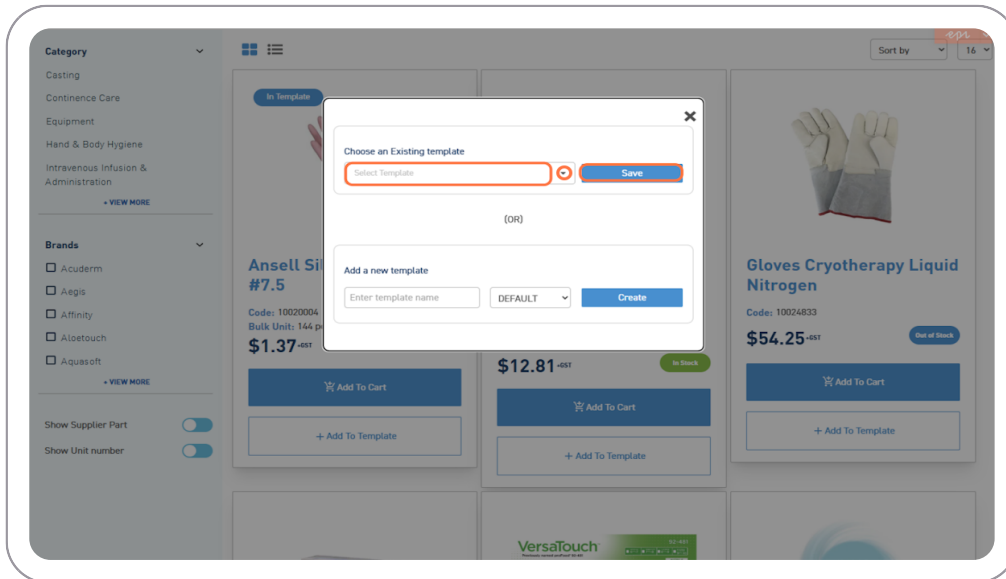 epi
Category
Sort by
16
Casting
Continence Care
Equipment
Hand & Body Hygiene
Intravenous Infusion &
Administration
+ VIEW MORE
Brands
Acuderm
Aegis
Affinity
Aloetouch
Aquasoft
+ VIEW MORE
Show Supplier Part
Show Unit number
In Template
Ansell Si
#7.5
Code: 10020004
Bulk Unit: 144 p
$1.37+GST
Add To Cart
+ Add To Template
Choose an Existing template
Select Template
Save
(OR)
Add a new template
Enter template name
DEFAULT
Create
$12.81+GST
In Stock
Add To Cart
+ Add To Template
Gloves Cryotherapy Liquid
Nitrogen
Code: 10024833
$54.25+GST
Out of Stock
Add To Cart
+ Add To Template
VersaTouch